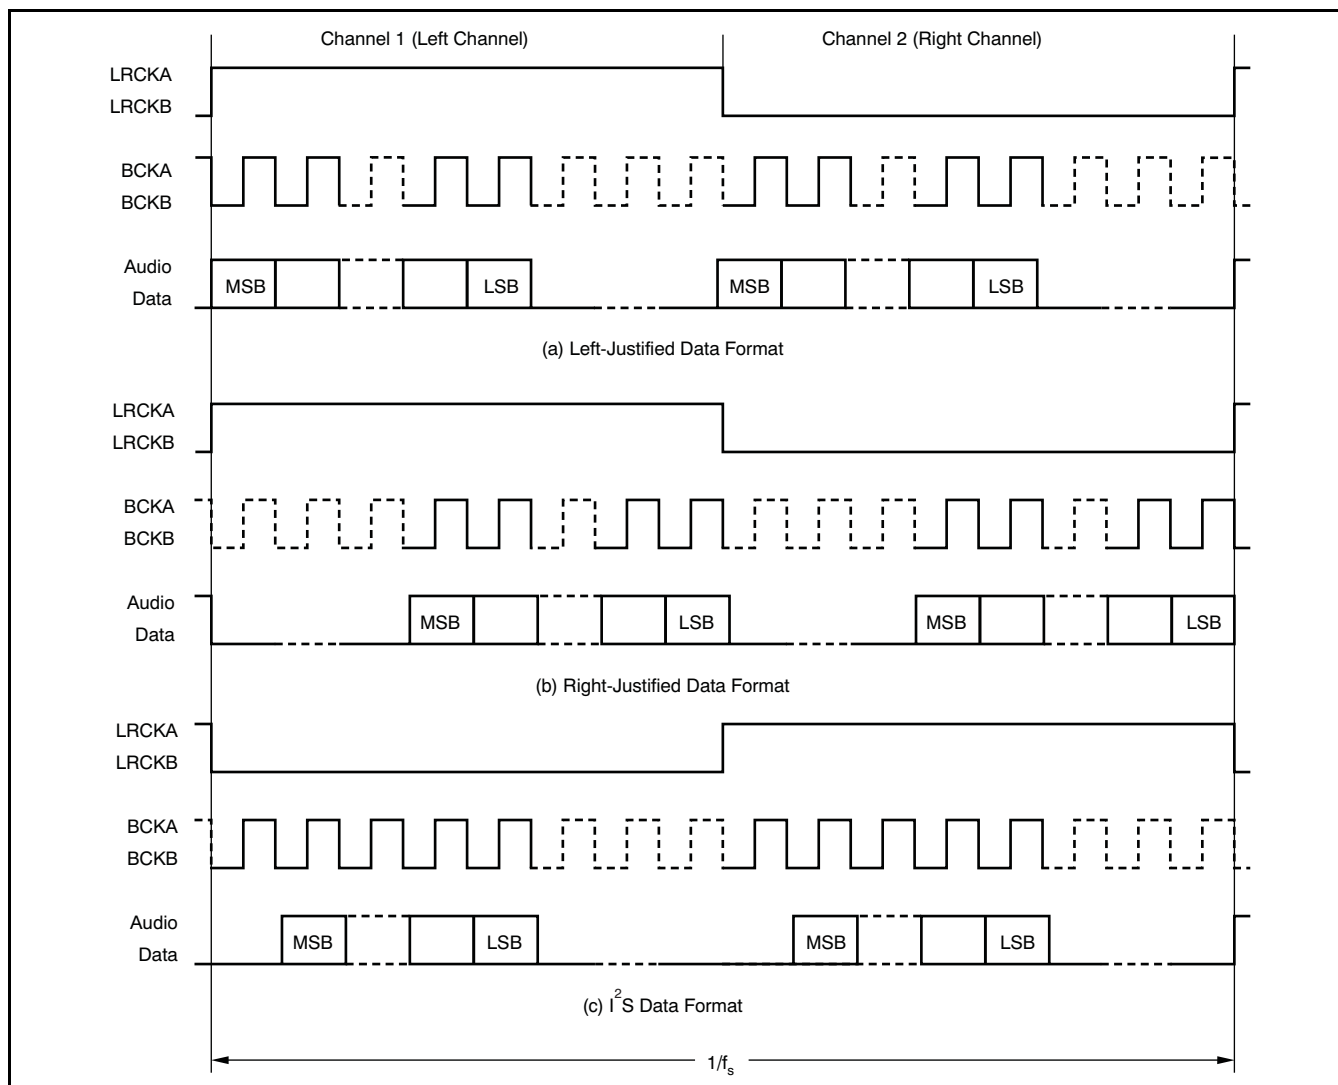 Channel 1 (Left Channel) Channel 2 (Right Channel)
LRCKA
LRCKB
BCKA
BCKB
Audio
Data
MSB LSB MSB LSB
(a) Left-Justified Data Format
LRCKA
LRCKB
BCKA
BCKB
Audio
Data
MSB LSB MSB LSB
(b) Right-Justified Data Format
LRCKA
LRCKB
BCKA
BCKB
Audio
Data
MSB LSB MSB LSB
(c) I²S Data Format
1/fₛ